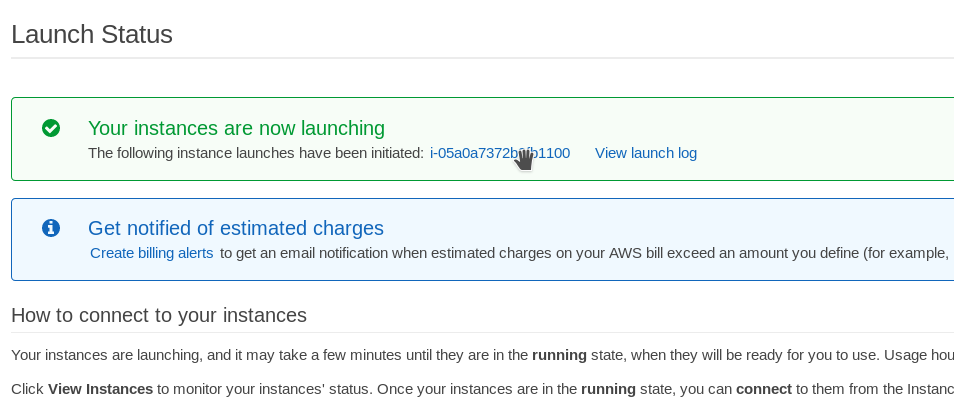 Launch Status
Your instances are now launching
The following instance launches have been initiated: View launch log
Get notified of estimated charges
Create billing alerts to get an email notification when estimated charges on your AWS bill exceed an amount you define (for example,
How to connect to your instances
Your instances are launching, and it may take a few minutes until they are in the running state, when they will be ready for you to use. Usage hou
Click View Instances to monitor your instances' status. Once your instances are in the running state, you can connect to them from the Instanc